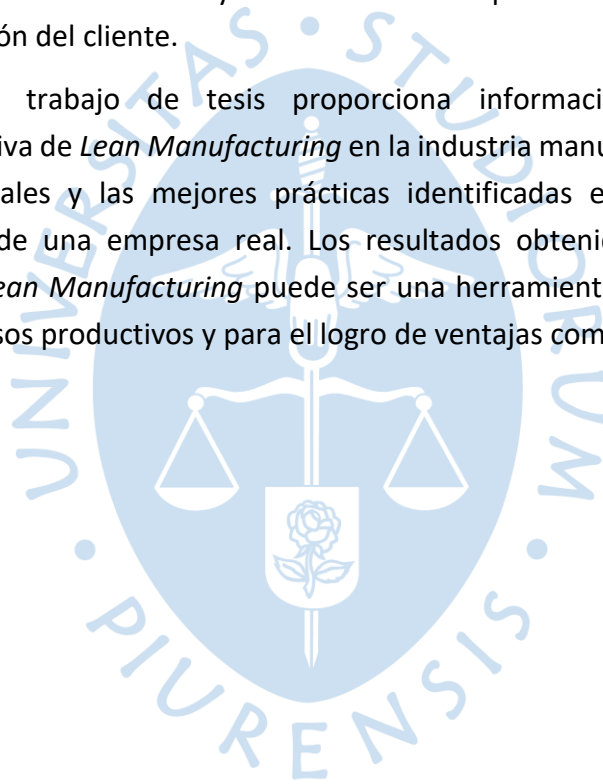 ón del cliente.
trabajo de tesis proporciona informaci
iva de Lean Manufacturing en la industria manu
ales y las mejores prácticas identificadas e
de una empresa real. Los resultados obteni
ean Manufacturing puede ser una herramient
sos productivos y para el logro de ventajas com
UNIVERSITAS • STUDIORUM • PIURENSIS •